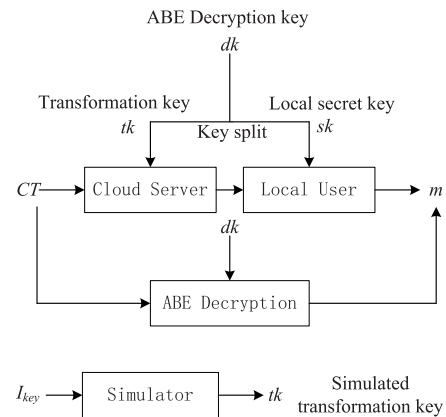 ABE Decryption key
dk
Transformation key
Local secret key
tk
Key split
sk
CT
Cloud Server
Local User
m
dk
ABE Decryption
I_key
Simulator
tk
Simulated
transformation key